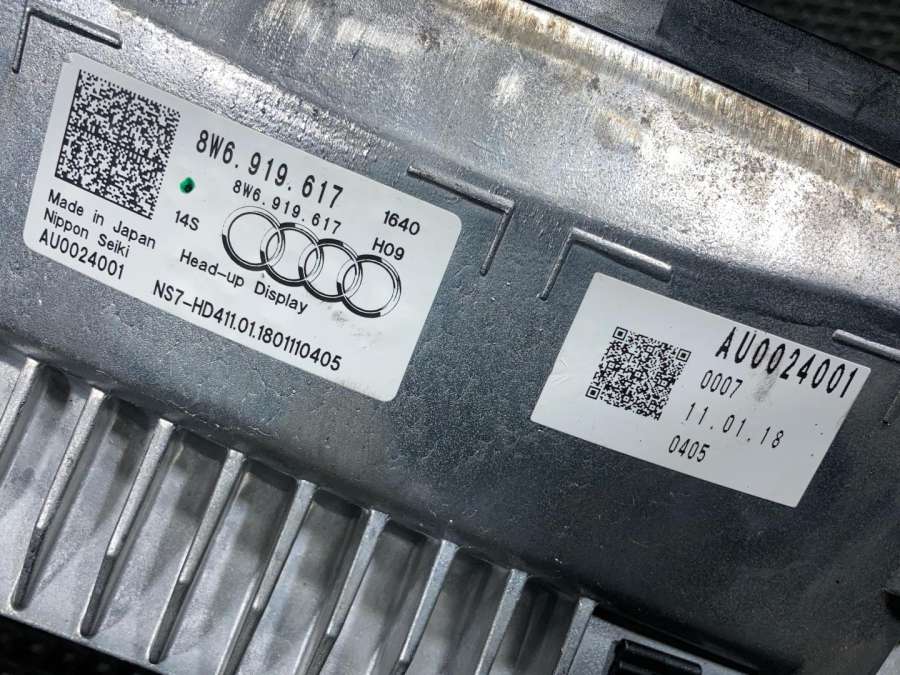 8W6.919.617
8W6.919.617
1640
14S
H09
Made in Japan
Nippon Seiki
AU0024001
Head-up Display
NS7-HD411.01.1801110405
AU0024001
0007
11.01.18
0405